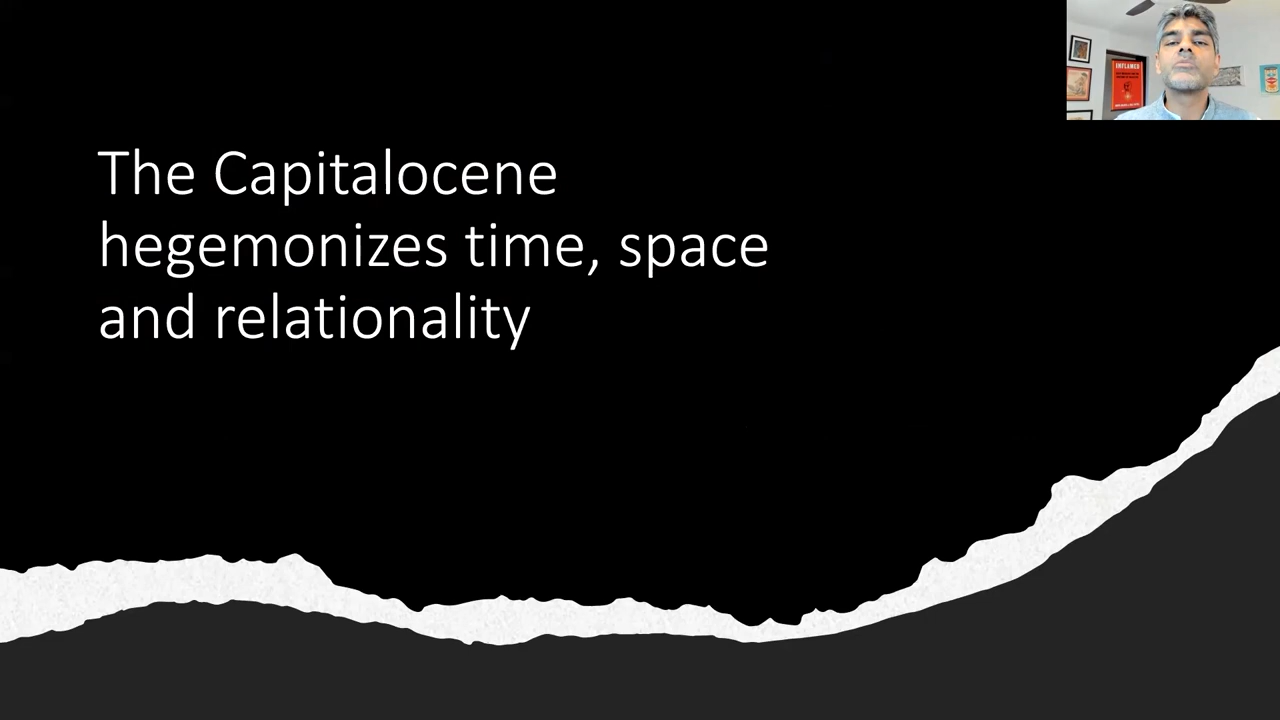 The Capitalocene
hegemonizes time, space
and relationality
INFLAMED